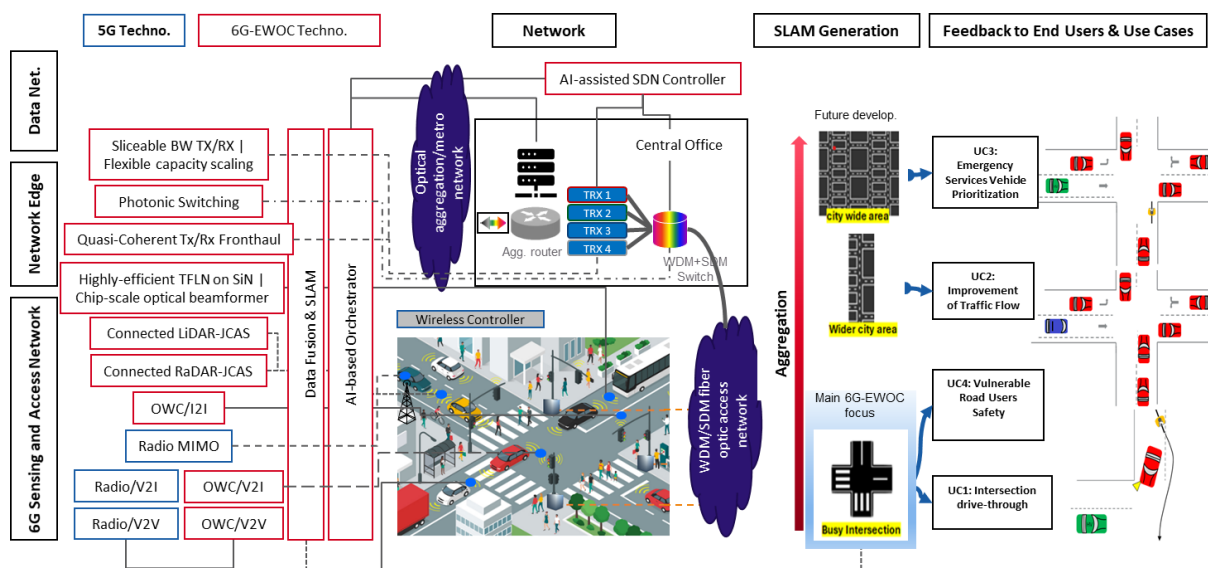 5G Techno.
6G-EWOC Techno.
Network
SLAM Generation
Feedback to End Users & Use Cases
Data Net.
Network Edge
6G Sensing and Access Network
Sliceable BW TX/RX |
Flexible capacity scaling
Photonic Switching
Quasi-Coherent Tx/Rx Fronthaul
Highly-efficient TFLN on SiN |
Chip-scale optical beamformer
Connected LiDAR-JCAS
Connected RaDAR-JCAS
OWC/I2I
Radio MIMO
Radio/V2I
OWC/V2I
Radio/V2V
OWC/V2V
Data Fusion & SLAM
AI-based Orchestrator
Optical
aggregation/metro
network
AI-assisted SDN Controller
Central Office
TRX 1
TRX 2
TRX 3
TRX 4
Agg. router
WDM+SDM
Switch
Wireless Controller
WDM/SDM fiber
optic access
network
Aggregation
Future develop.
city wide area
Wider city area
Main 6G-EWOC
focus
Busy Intersection
UC3:
Emergency
Services Vehicle
Prioritization
UC2:
Improvement
of Traffic Flow
UC4: Vulnerable
Road Users
Safety
UC1: Intersection
drive-through